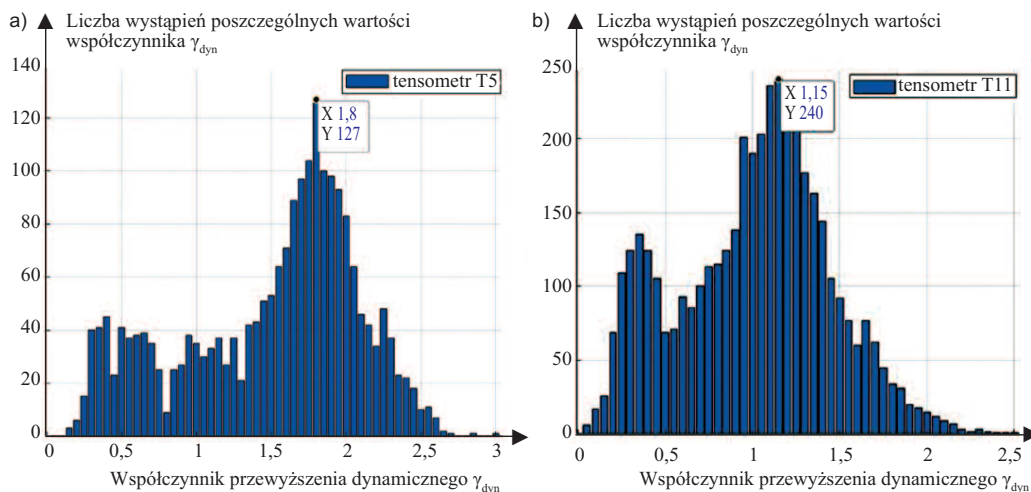 a)
Liczba wystąpień poszczególnych wartości
współczynnika γdyn
140
120
100
80
60
40
20
0
tensometr T5
X 1,8
Y 127
0
0,5
1
1,5
2
2,5
3
Współczynnik przewyższenia dynamicznego γdyn
b)
Liczba wystąpień poszczególnych wartości
współczynnika γdyn
250
200
150
100
50
0
tensometr T11
X 1,15
Y 240
0
0,5
1
1,5
2
2,5
Współczynnik przewyższenia dynamicznego γdyn